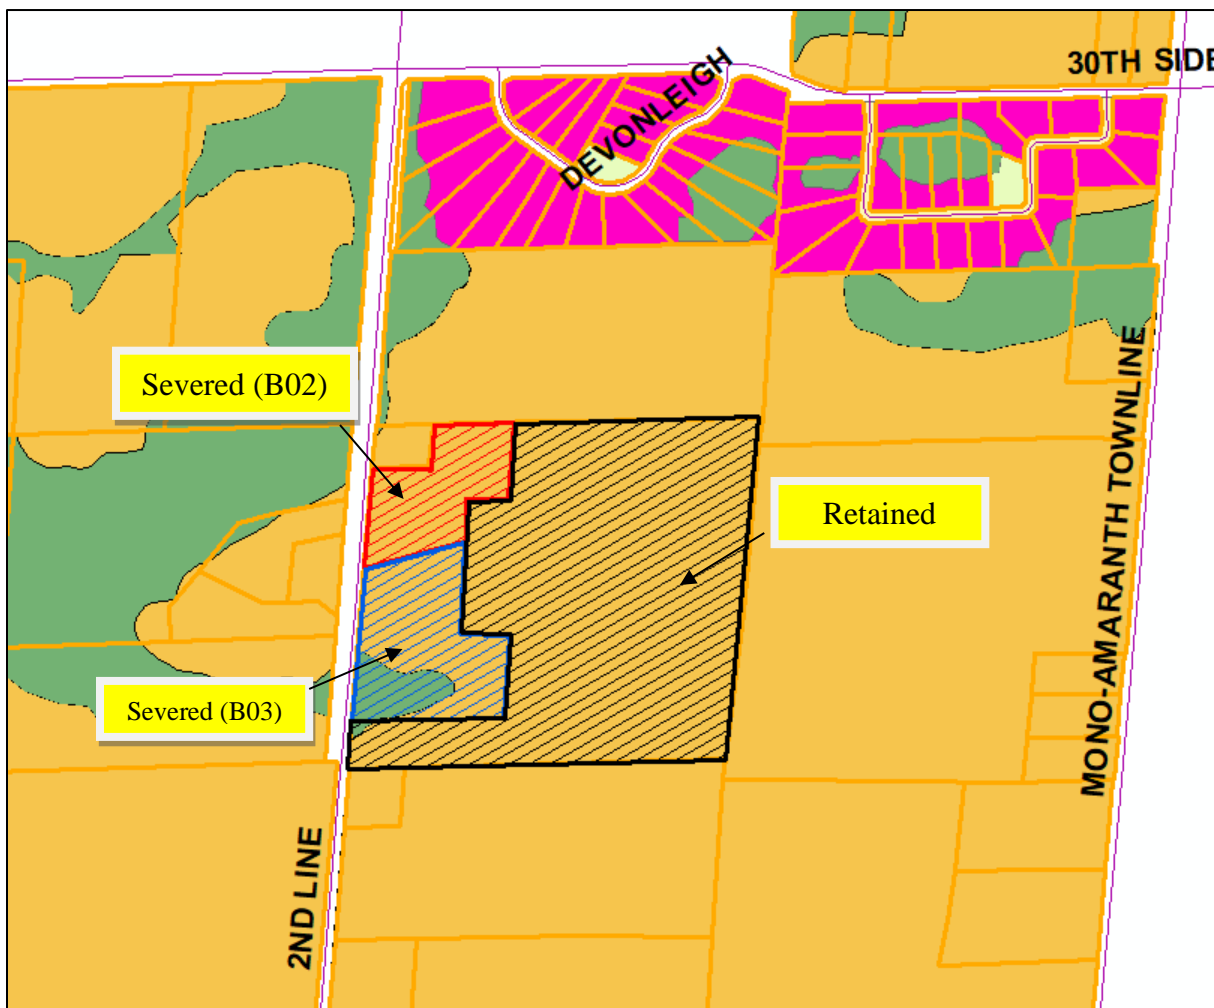 30TH SIDE
DEVONLEIGH
Severed (B02)
Retained
MONO-AMARANTH TOWNLINE
Severed (B03)
2ND LINE